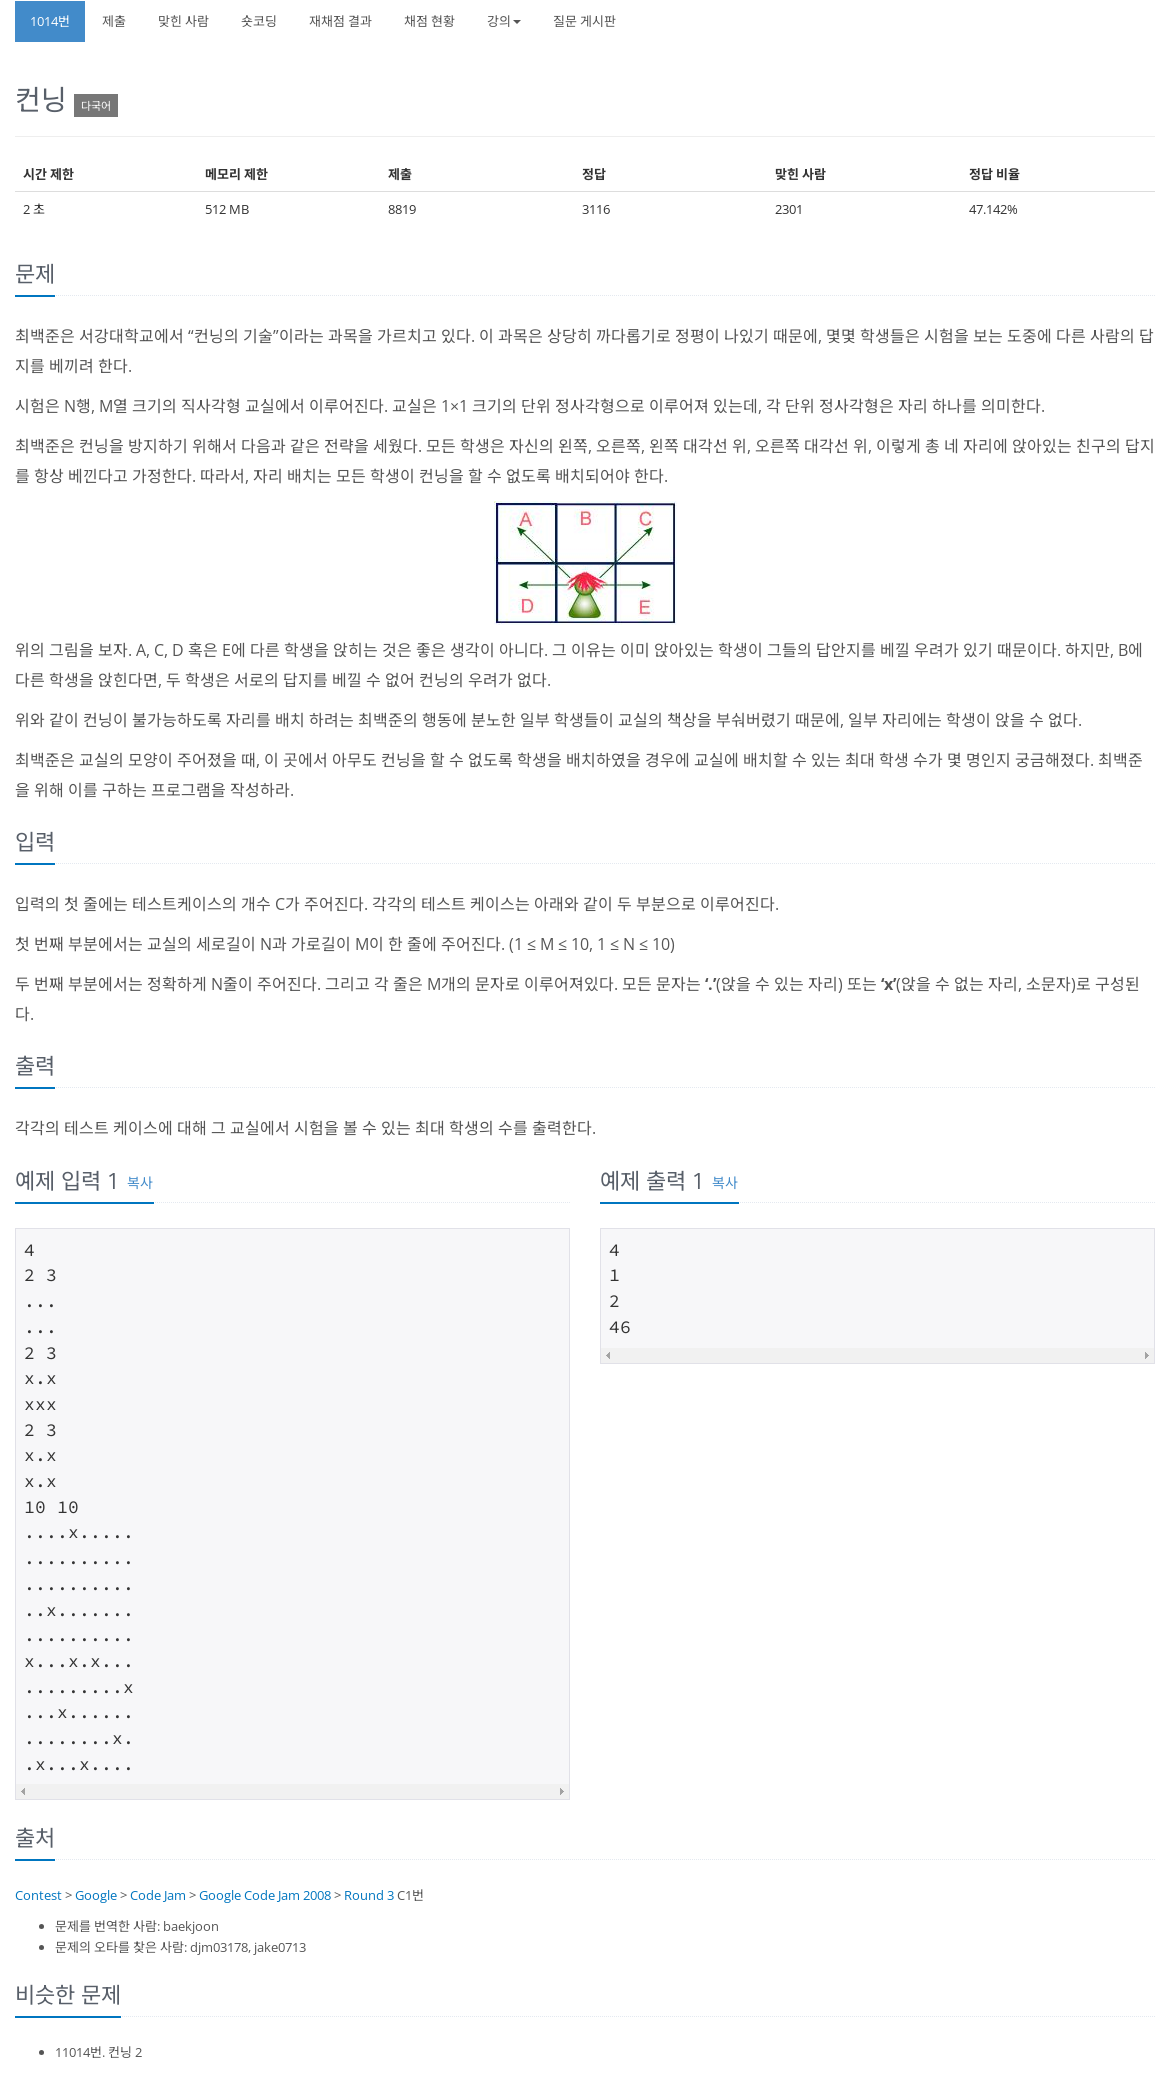 1014번 제출 맞힌 사람 숏코딩 재채점 결과 채점 현황 강의 질문 게시판
컨닝 다국어
시간 제한 메모리 제한 제출 정답 맞힌 사람 정답 비율
2 초 512 MB 8819 3116 2301 47.142%
문제
최백준은 서강대학교에서 “컨닝의 기술”이라는 과목을 가르치고 있다. 이 과목은 상당히 까다롭기로 정평이 나있기 때문에, 몇몇 학생들은 시험을 보는 도중에 다른 사람의 답
지를 베끼려 한다.
시험은 N행, M열 크기의 직사각형 교실에서 이루어진다. 교실은 1×1 크기의 단위 정사각형으로 이루어져 있는데, 각 단위 정사각형은 자리 하나를 의미한다.
최백준은 컨닝을 방지하기 위해서 다음과 같은 전략을 세웠다. 모든 학생은 자신의 왼쪽, 오른쪽, 왼쪽 대각선 위, 오른쪽 대각선 위, 이렇게 총 네 자리에 앉아있는 친구의 답지
를 항상 베낀다고 가정한다. 따라서, 자리 배치는 모든 학생이 컨닝을 할 수 없도록 배치되어야 한다.
A B C
D E
위의 그림을 보자. A, C, D 혹은 E에 다른 학생을 앉히는 것은 좋은 생각이 아니다. 그 이유는 이미 앉아있는 학생이 그들의 답안지를 베낄 우려가 있기 때문이다. 하지만, B에
다른 학생을 앉힌다면, 두 학생은 서로의 답지를 베낄 수 없어 컨닝의 우려가 없다.
위와 같이 컨닝이 불가능하도록 자리를 배치 하려는 최백준의 행동에 분노한 일부 학생들이 교실의 책상을 부숴버렸기 때문에, 일부 자리에는 학생이 앉을 수 없다.
최백준은 교실의 모양이 주어졌을 때, 이 곳에서 아무도 컨닝을 할 수 없도록 학생을 배치하였을 경우에 교실에 배치할 수 있는 최대 학생 수가 몇 명인지 궁금해졌다. 최백준
을 위해 이를 구하는 프로그램을 작성하라.
입력
입력의 첫 줄에는 테스트케이스의 개수 C가 주어진다. 각각의 테스트 케이스는 아래와 같이 두 부분으로 이루어진다.
첫 번째 부분에서는 교실의 세로길이 N과 가로길이 M이 한 줄에 주어진다. (1 ≤ M ≤ 10, 1 ≤ N ≤ 10)
두 번째 부분에서는 정확하게 N줄이 주어진다. 그리고 각 줄은 M개의 문자로 이루어져있다. 모든 문자는 ‘.’(앉을 수 있는 자리) 또는 ‘x’(앉을 수 없는 자리, 소문자)로 구성된
다.
출력
각각의 테스트 케이스에 대해 그 교실에서 시험을 볼 수 있는 최대 학생의 수를 출력한다.
예제 입력 1 복사
4
2 3
...
...
2 3
x.x
xxx
2 3
x.x
x.x
10 10
....x.....
..........
..........
..x.......
..........
x...x.x...
.........x
...x......
........x.
.x...x....
예제 출력 1 복사
4
1
2
46
출처
Contest > Google > Code Jam > Google Code Jam 2008 > Round 3 C1번
문제를 번역한 사람: baekjoon
문제의 오타를 찾은 사람: djm03178, jake0713
비슷한 문제
11014번. 컨닝 2